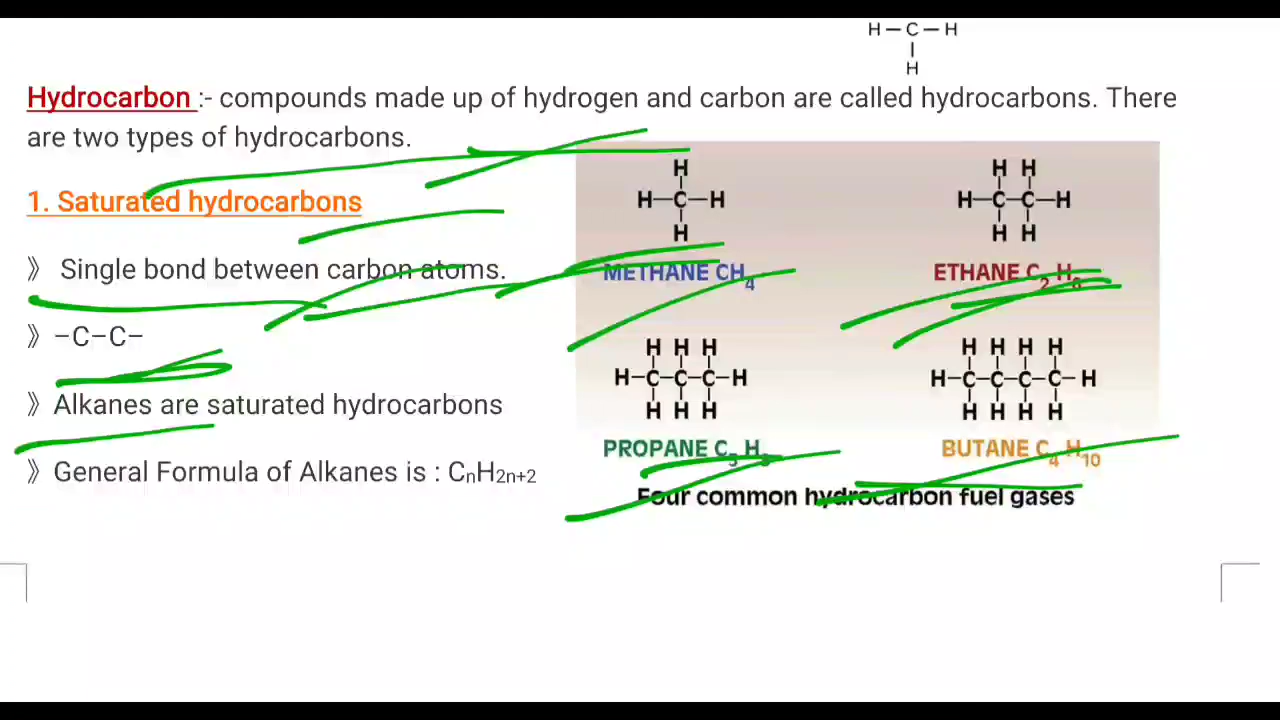 H－C－H
|
H
Hydrocarbon :- compounds made up of hydrogen and carbon are called hydrocarbons. There
are two types of hydrocarbons.
1. Saturated hydrocarbons
》 Single bond between carbon atoms.
》 –C–C–
》 Alkanes are saturated hydrocarbons
》 General Formula of Alkanes is : CₙH₂ₙ₊₂
H
H–C–H
H
METHANE CH₄
H H
H–C–C–H
H H
ETHANE C₂H₆
H H H
H–C–C–C–H
H H H
PROPANE C₃H₈
H H H H
H–C–C–C–C–H
H H H H
BUTANE C₄H₁₀
Four common hydrocarbon fuel gases